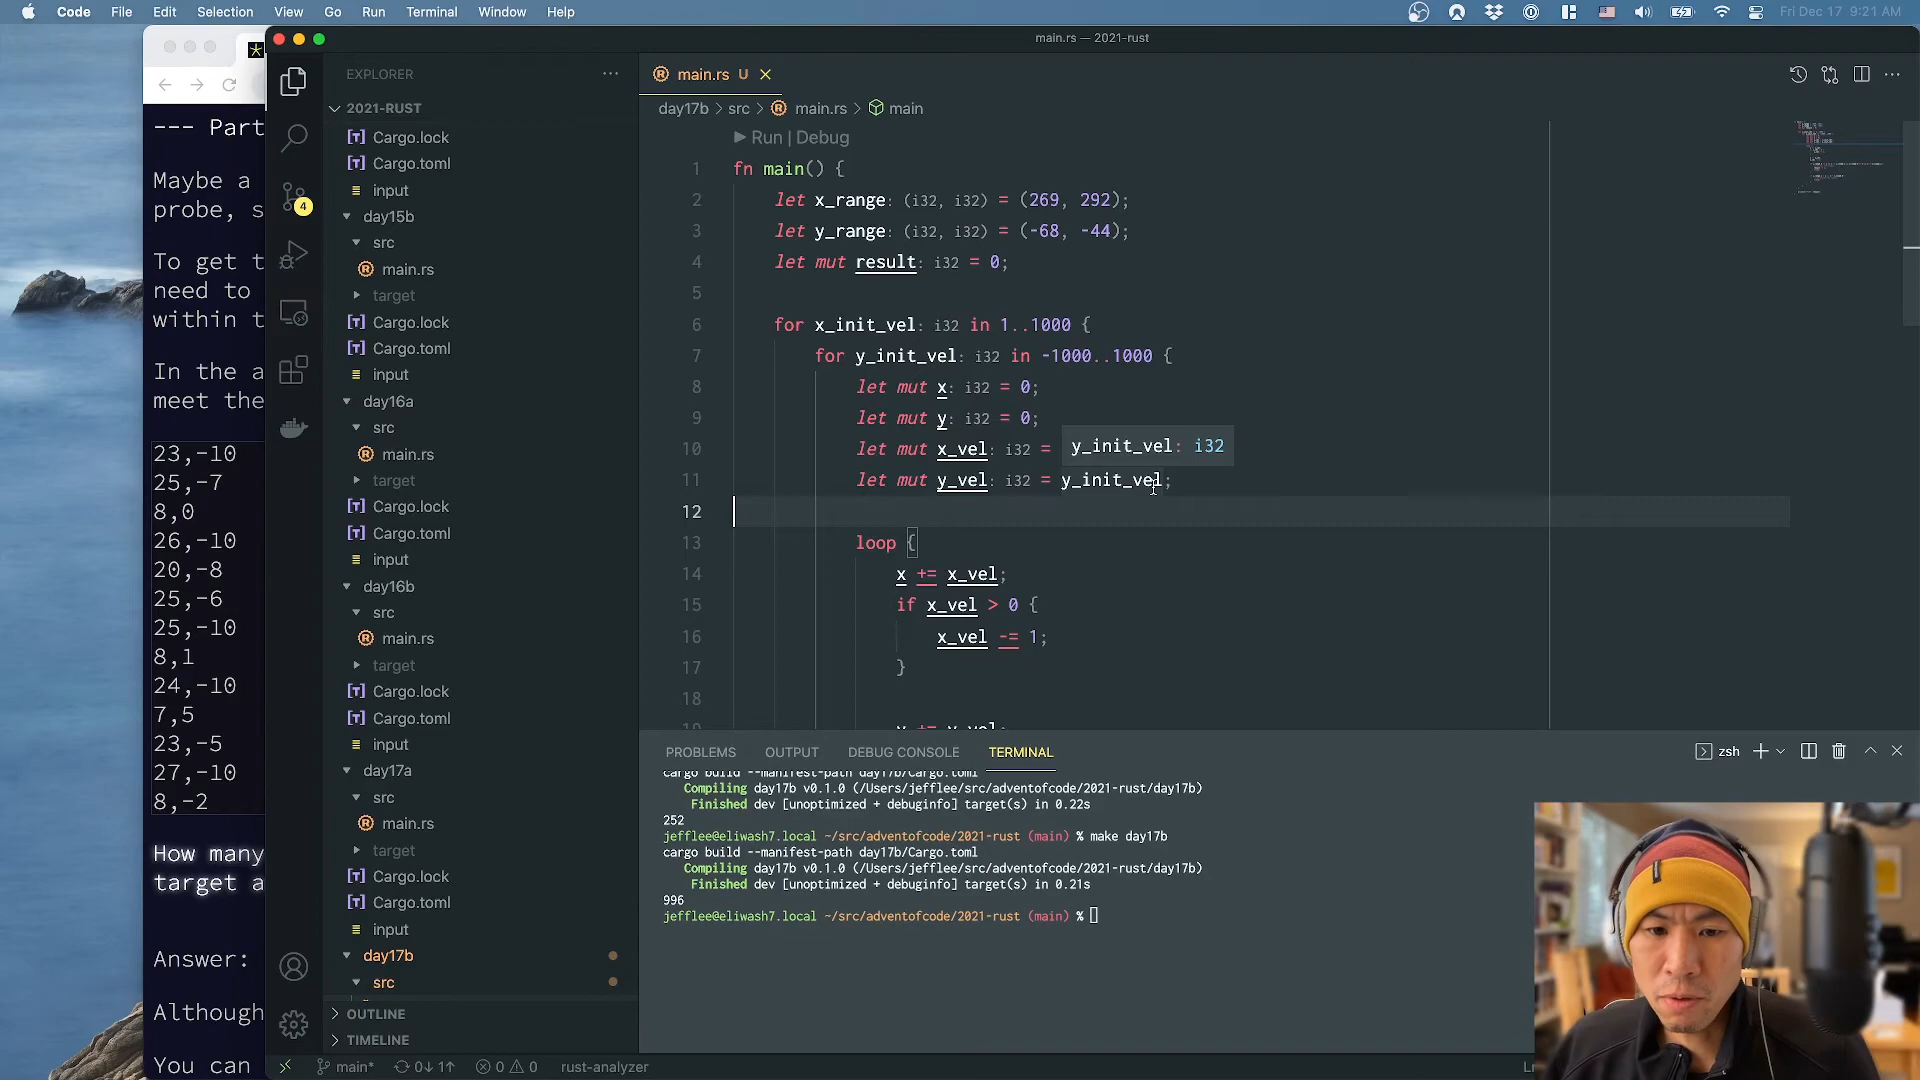 Code File Edit Selection View Go Run Terminal Window Help
Fri Dec 17 9:21 AM
main.rs — 2021-rust
--- Part
Maybe a
probe, s
To get t
need to
within t
In the a
meet the
23,-10
25,-7
8,0
26,-10
20,-8
25,-6
25,-10
8,1
24,-10
7,5
23,-5
27,-10
8,-2
How many
target a
Answer:
Although
You can
4
EXPLORER
2021-RUST
Cargo.lock
Cargo.toml
input
day15b
src
main.rs
target
Cargo.lock
Cargo.toml
input
day16a
src
main.rs
target
Cargo.lock
Cargo.toml
input
day16b
src
main.rs
target
Cargo.lock
Cargo.toml
input
day17a
src
main.rs
target
Cargo.lock
Cargo.toml
input
day17b
src
OUTLINE
TIMELINE
main.rs U
day17b > src > main.rs > main
Run | Debug
1 fn main() {
2 let x_range: (i32, i32) = (269, 292);
3 let y_range: (i32, i32) = (-68, -44);
4 let mut result: i32 = 0;
5
6 for x_init_vel: i32 in 1..1000 {
7 for y_init_vel: i32 in -1000..1000 {
8 let mut x: i32 = 0;
9 let mut y: i32 = 0;
10 let mut x_vel: i32 =
y_init_vel: i32
11 let mut y_vel: i32 = y_init_vel;
12
13 loop {
14 x += x_vel;
15 if x_vel > 0 {
16 x_vel -= 1;
17 }
18
19 y += y_vel;
PROBLEMS OUTPUT DEBUG CONSOLE TERMINAL
zsh
cargo build --manifest-path day17b/Cargo.toml
Compiling day17b v0.1.0 (/Users/jefflee/src/adventofcode/2021-rust/day17b)
Finished dev [unoptimized + debuginfo] target(s) in 0.22s
252
jefflee@eliwash7.local ~/src/adventofcode/2021-rust (main) % make day17b
cargo build --manifest-path day17b/Cargo.toml
Compiling day17b v0.1.0 (/Users/jefflee/src/adventofcode/2021-rust/day17b)
Finished dev [unoptimized + debuginfo] target(s) in 0.21s
996
jefflee@eliwash7.local ~/src/adventofcode/2021-rust (main) %
main* 0↓ 1↑ 0 0 rust-analyzer